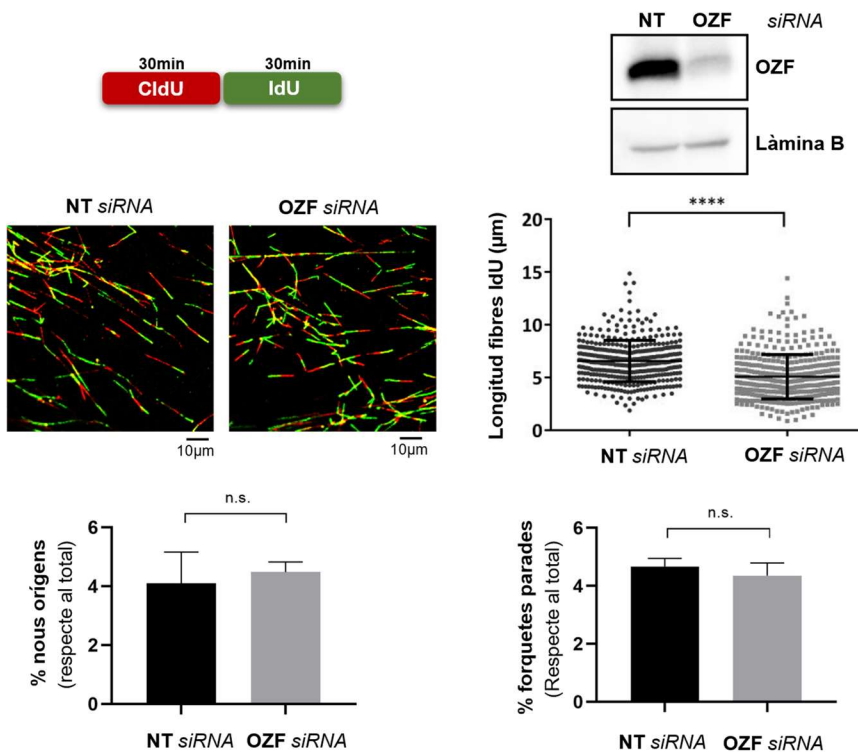 30min 30min
CldU IdU
NT OZF siRNA
OZF
Làmina B
NT siRNA OZF siRNA
10µm 10µm
****
Longitud fibres IdU (µm)
20
15
10
5
0
NT siRNA OZF siRNA
n.s.
% nous orígens
(respecte al total)
6
4
2
0
NT siRNA OZF siRNA
n.s.
% forquetes parades
(Respecte al total)
6
4
2
0
NT siRNA OZF siRNA